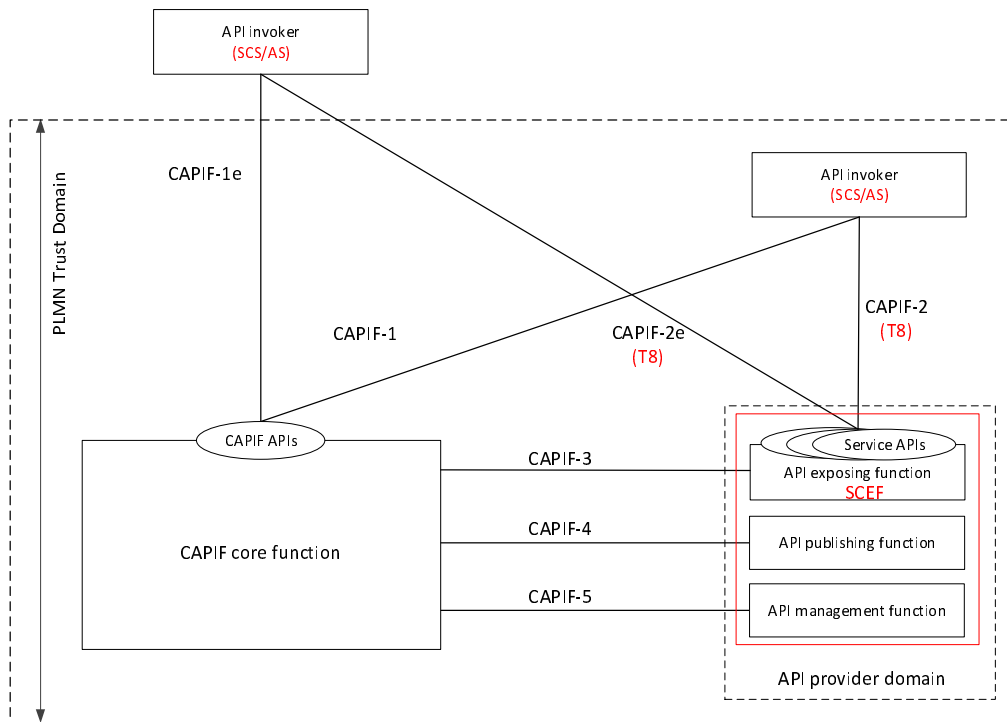 API invoker
(SCS/AS)
CAPIF-1e
API invoker
(SCS/AS)
PLMN Trust Domain
CAPIF-1
CAPIF-2e
(T8)
CAPIF-2
(T8)
CAPIF APIs
Service APIs
API exposing function
SCEF
CAPIF-3
CAPIF core function
CAPIF-4
API publishing function
CAPIF-5
API management function
API provider domain